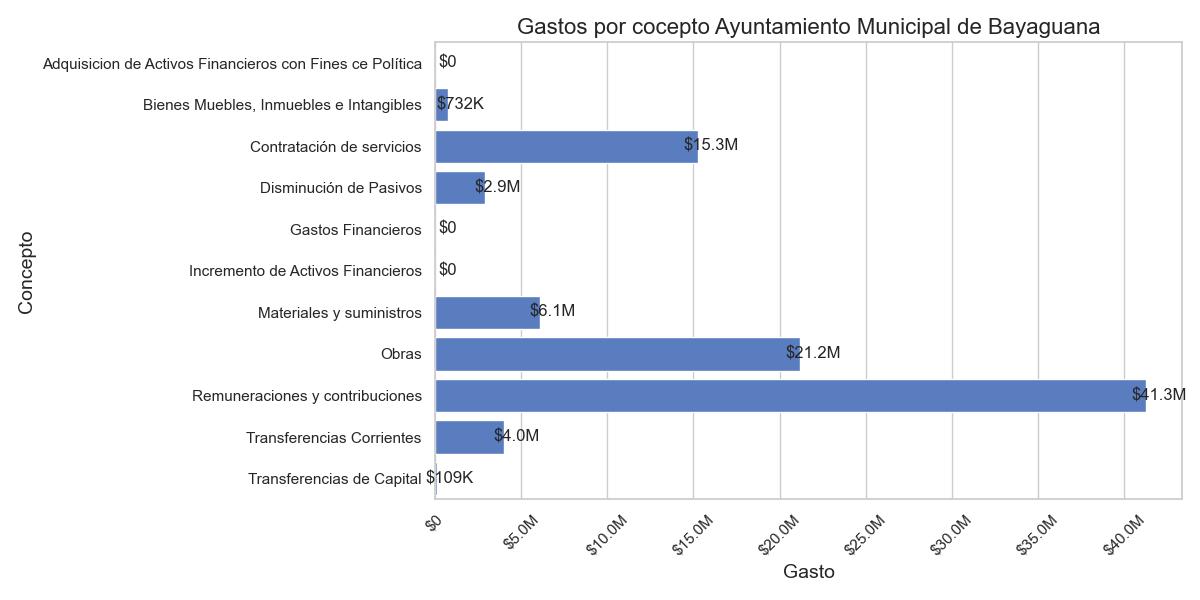 Gastos por cocepto Ayuntamiento Municipal de Bayaguana
Concepto
Adquisicion de Activos Financieros con Fines ce Política $0
Bienes Muebles, Inmuebles e Intangibles $732K
Contratación de servicios $15.3M
Disminución de Pasivos $2.9M
Gastos Financieros $0
Incremento de Activos Financieros $0
Materiales y suministros $6.1M
Obras $21.2M
Remuneraciones y contribuciones $41.3M
Transferencias Corrientes $4.0M
Transferencias de Capital $109K
$0 $5.0M $10.0M $15.0M $20.0M $25.0M $30.0M $35.0M $40.0M
Gasto